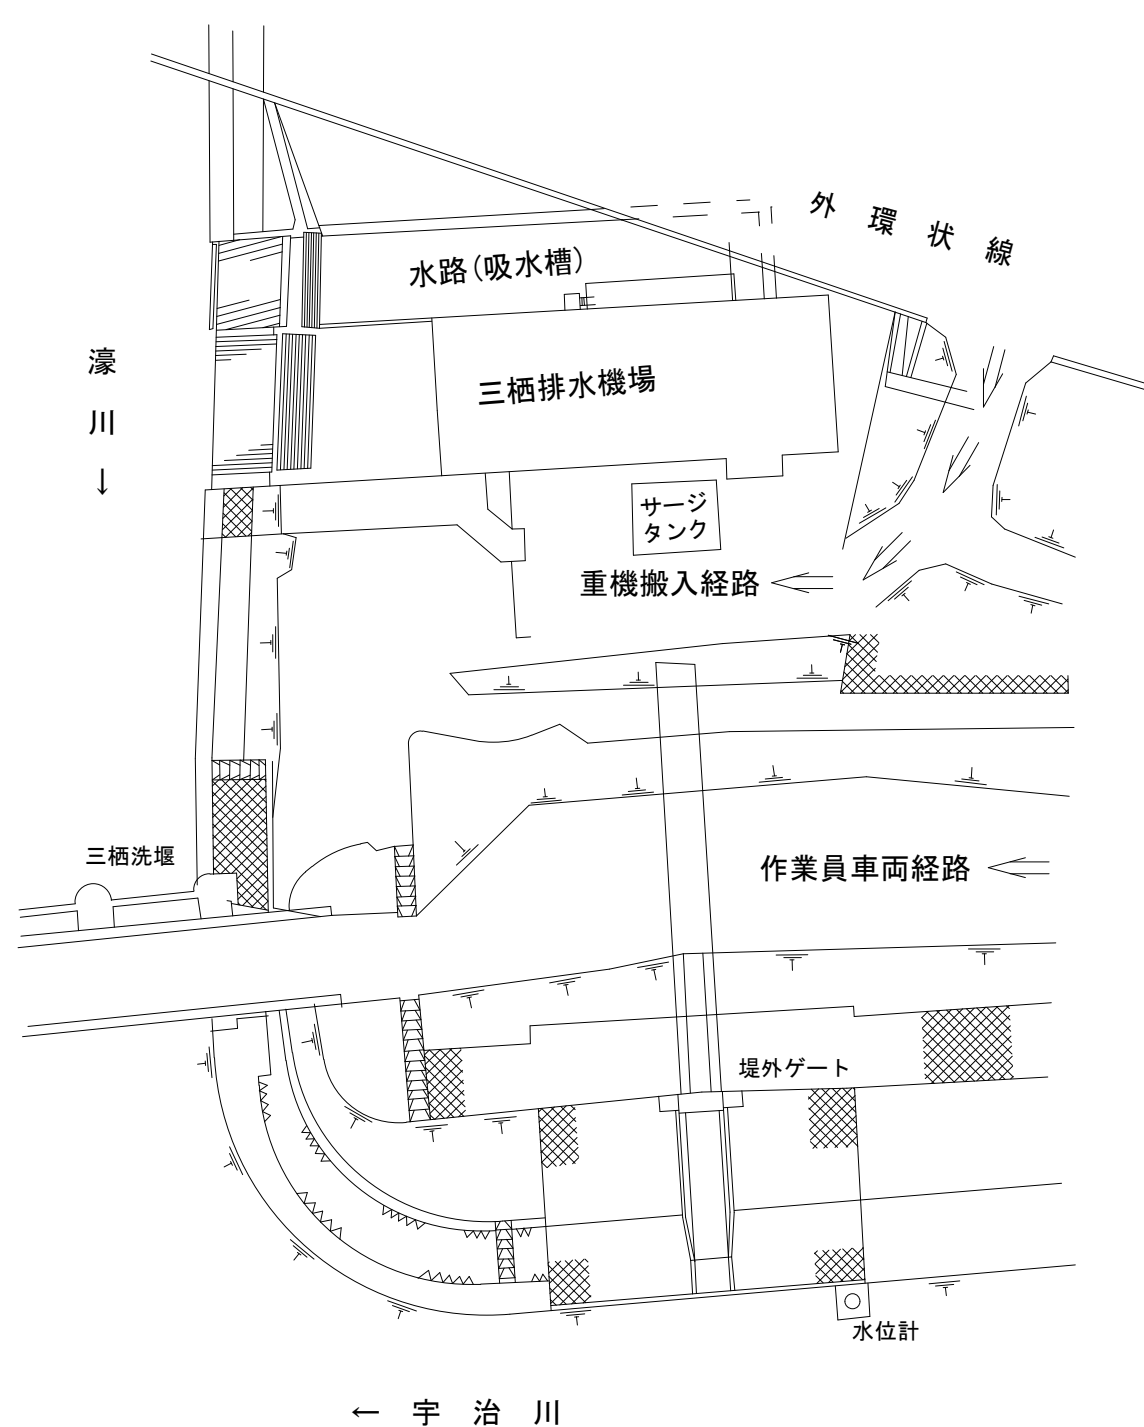 外環状線
水路(吸水槽)
三栖排水機場
濠川↓
サージ
タンク
重機搬入経路
三栖洗堰
作業員車両経路
堤外ゲート
水位計
← 宇治川